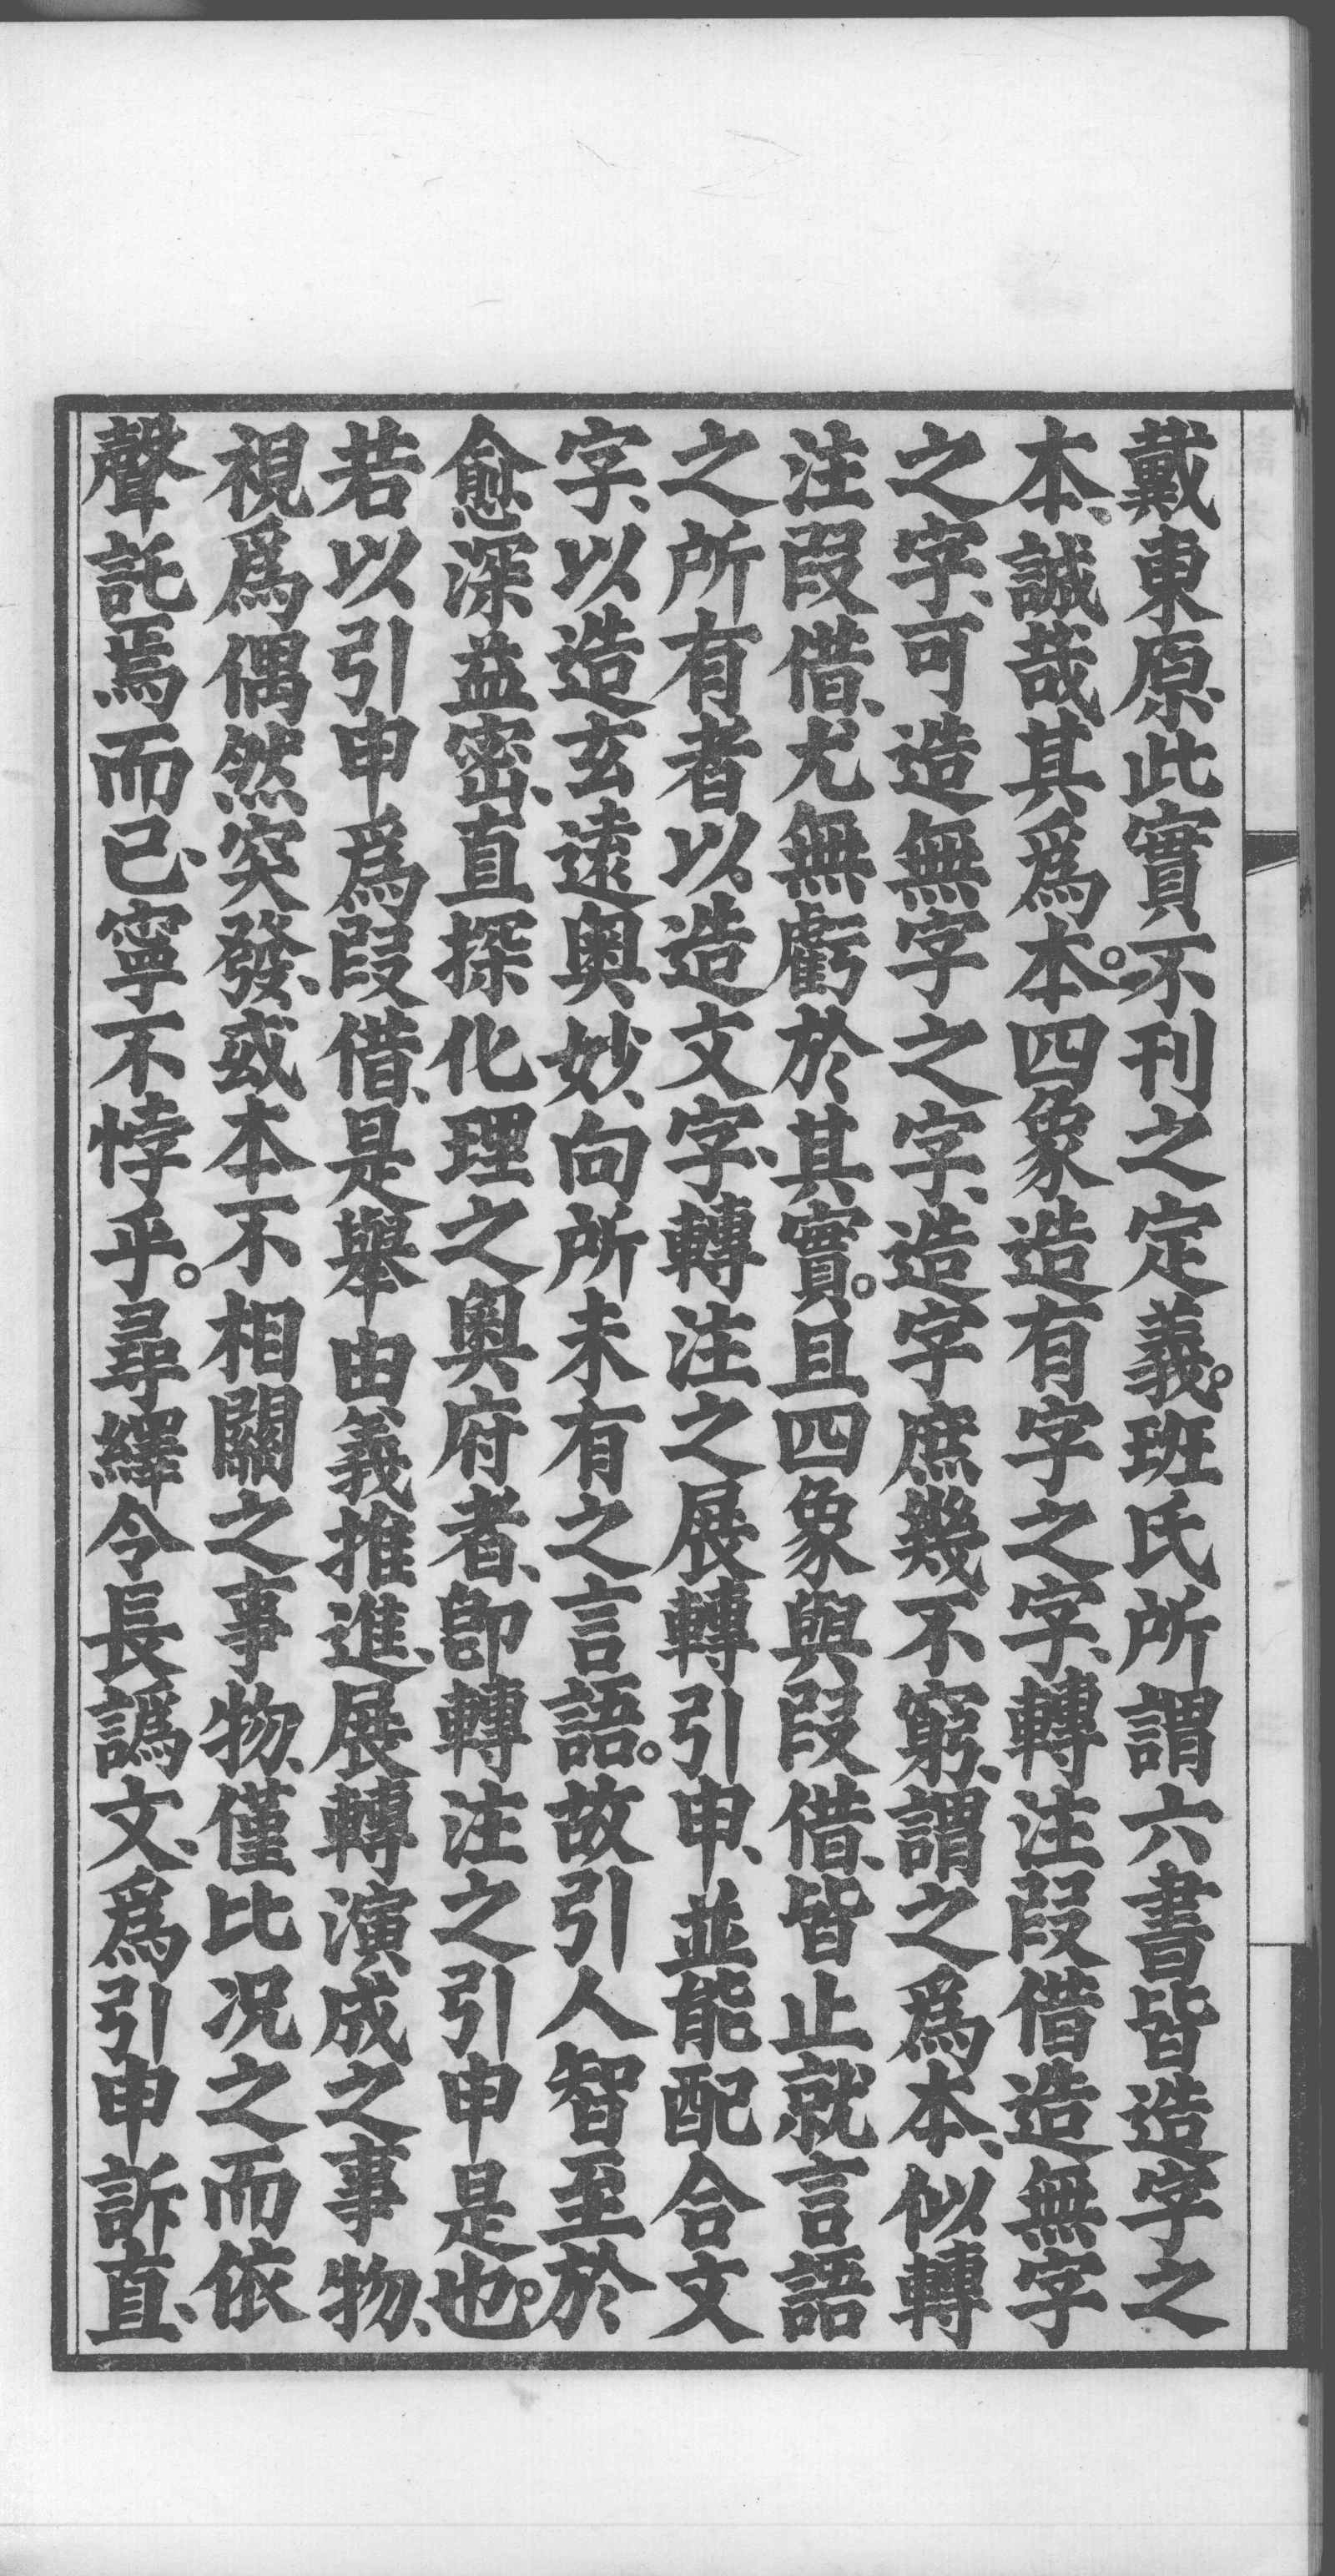 戴東原、此實不刊之定義。班氏所謂六書皆造字之
本、誠哉其爲本。四象造有字之字、轉注叚借造無字
之字、可造無字之字、造字庶幾不窮、謂之爲本、似轉
注叚借、尤無虧於其實。且四象與叚借、皆止就言語
之所有者以造文字、轉注之展轉引申、並能配合文
字、以造玄遠奥妙、向所未有之言語。故引人智至於
愈深益密、直探化理之奥府者、卽轉注之引申是也。
若以引申爲叚借、是舉由義推進、展轉演成之事物、
視爲偶然突發、或本不相關之事物、僅比况之而依
聲託焉而已、寜不悖乎。尋繹令長譌文、爲引申訴直、